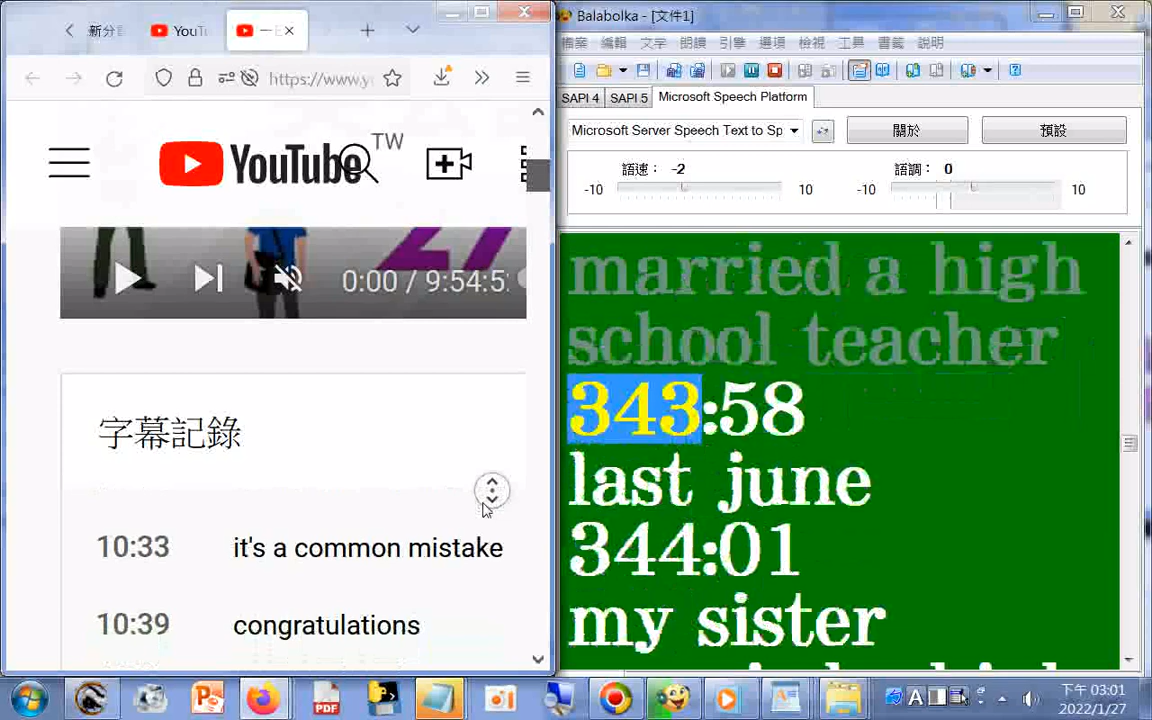 新分
YouTu
一 E
https://www.y
YouTube
TW
27
0:00 / 9:54:5
字幕記錄
10:33
it's a common mistake
10:39
congratulations
Balabolka - [文件1]
檔案 編輯 文字 朗讀 引擎 選項 檢視 工具 書籤 說明
SAPI 4
SAPI 5
Microsoft Speech Platform
Microsoft Server Speech Text to Sp
關於
預設
語速： -2
-10
10
語調： 0
-10
10
married a high
school teacher
343:58
last june
344:01
my sister
PDF
A
下午 03:01
2022/1/27